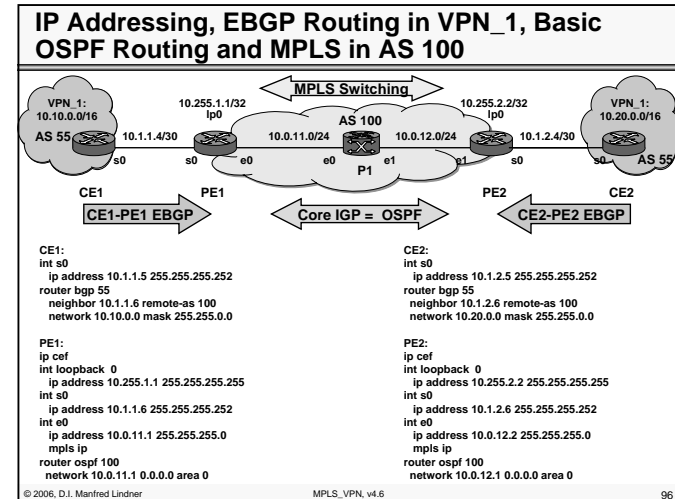 IP Addressing, EBGP Routing in VPN_1, Basic
OSPF Routing and MPLS in AS 100
MPLS Switching
VPN_1:
10.10.0.0/16
AS 55
10.1.1.4/30
s0
10.255.1.1/32
lp0
s0
e0
10.0.11.0/24
AS 100
e0
e1
P1
10.0.12.0/24
10.255.2.2/32
lp0
e1
s0
10.1.2.4/30
VPN_1:
10.20.0.0/16
s0
AS 55
CE1
PE1
PE2
CE2
CE1-PE1 EBGP
Core IGP = OSPF
CE2-PE2 EBGP
CE1:
int s0
ip address 10.1.1.5 255.255.255.252
router bgp 55
neighbor 10.1.1.6 remote-as 100
network 10.10.0.0 mask 255.255.0.0
PE1:
ip cef
int loopback 0
ip address 10.255.1.1 255.255.255.255
int s0
ip address 10.1.1.6 255.255.255.252
int e0
ip address 10.0.11.1 255.255.255.0
mpls ip
router ospf 100
network 10.0.11.1 0.0.0.0 area 0
CE2:
int s0
ip address 10.1.2.5 255.255.255.252
router bgp 55
neighbor 10.1.2.6 remote-as 100
network 10.20.0.0 mask 255.255.0.0
PE2:
ip cef
int loopback 0
ip address 10.255.2.2 255.255.255.255
int s0
ip address 10.1.2.6 255.255.255.252
int e0
ip address 10.0.12.2 255.255.255.0
mpls ip
router ospf 100
network 10.0.12.1 0.0.0.0 area 0
© 2006, D.I. Manfred Lindner
MPLS_VPN, v4.6
96